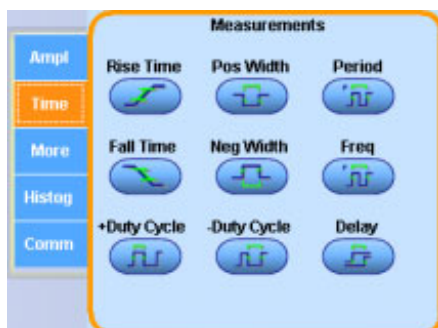 Measurements
Ampl
Time
More
Histog
Comm
Rise Time Pos Width Period
Fall Time Neg Width Freq
+Duty Cycle -Duty Cycle Delay